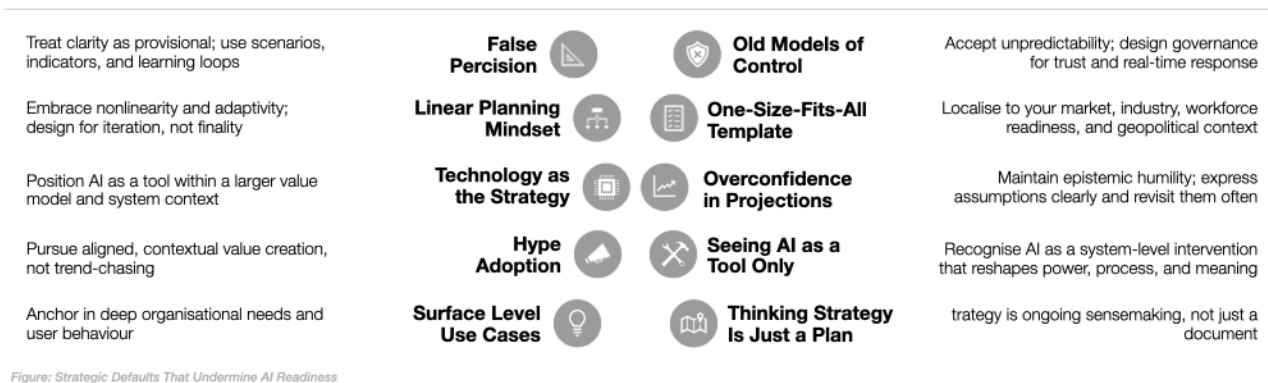 Treat clarity as provisional; use scenarios,
indicators, and learning loops
False
Percision
Old Models of
Control
Accept unpredictability; design governance
for trust and real-time response
Embrace nonlinearity and adaptivity;
design for iteration, not finality
Linear Planning
Mindset
One-Size-Fits-All
Template
Localise to your market, industry, workforce
readiness, and geopolitical context
Position AI as a tool within a larger value
model and system context
Technology as
the Strategy
Overconfidence
in Projections
Maintain epistemic humility; express
assumptions clearly and revisit them often
Pursue aligned, contextual value creation,
not trend-chasing
Hype
Adoption
Seeing AI as a
Tool Only
Recognise AI as a system-level intervention
that reshapes power, process, and meaning
Anchor in deep organisational needs and
user behaviour
Surface Level
Use Cases
Thinking Strategy
Is Just a Plan
trategy is ongoing sensemaking, not just a
document
Figure: Strategic Defaults That Undermine AI Readiness